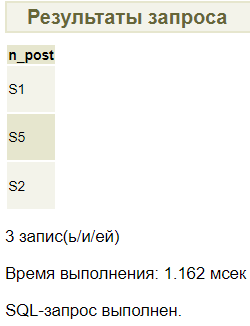 Результаты запроса
n_post
S1
S5
S2
3 запис(ь/и/ей)
Время выполнения: 1.162 мсек
SQL-запрос выполнен.